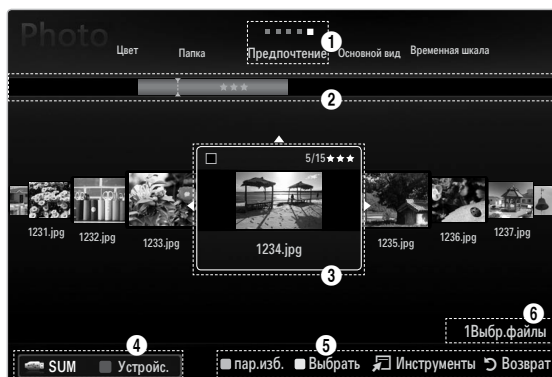 Photo
Цвет Папка Предпочтение Основной вид Временная шкала
1
★★★
2
5/15★★★
1231.jpg 1232.jpg 1233.jpg 1234.jpg 1235.jpg 1236.jpg 1237.jpg
3
6
1Выбр.файлы
4 5
SUM Устройс. пар.изб. Выбрать Инструменты Возврат